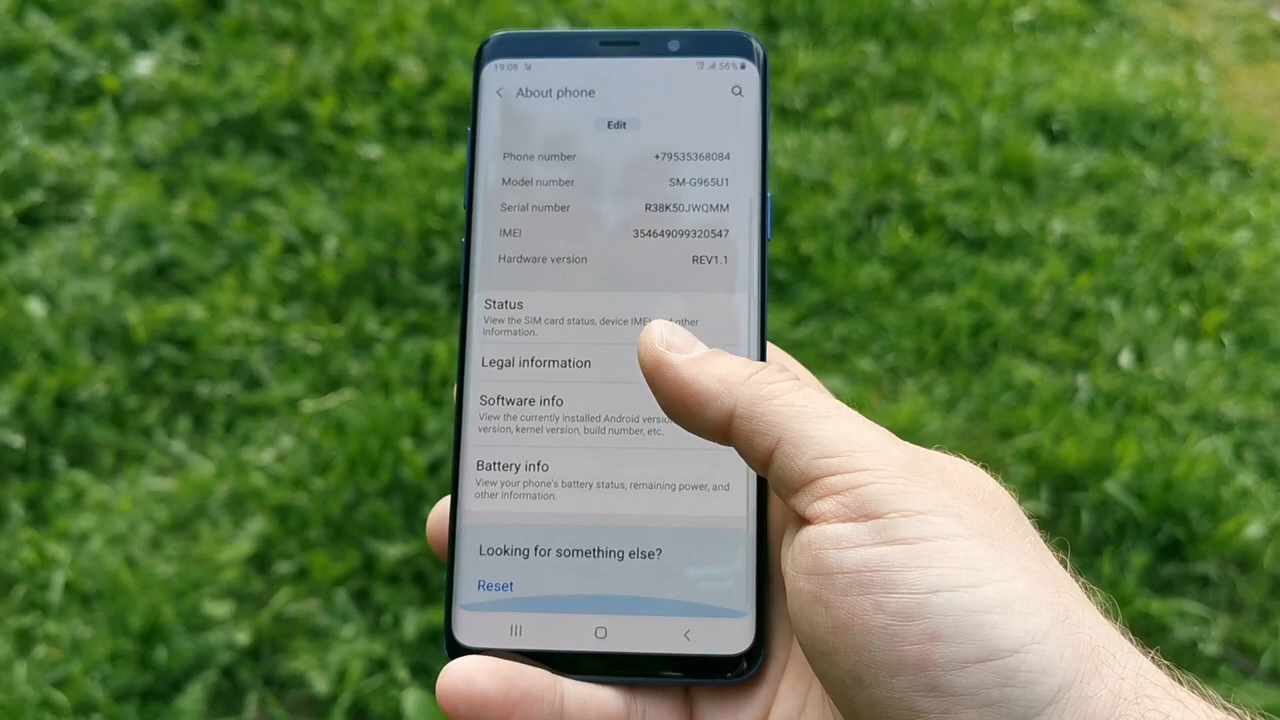 19:08 56%
About phone
Edit
Phone number +79535368084
Model number SM-G965U1
Serial number R38K50JWQMM
IMEI 354649099320547
Hardware version REV1.1
Status
View the SIM card status, device IMEI other
information.
Legal information
Software info
View the currently installed Android
version, kernel version, build number, etc.
Battery info
View your phone's battery status, remaining power, and
other information.
Looking for something else?
Reset